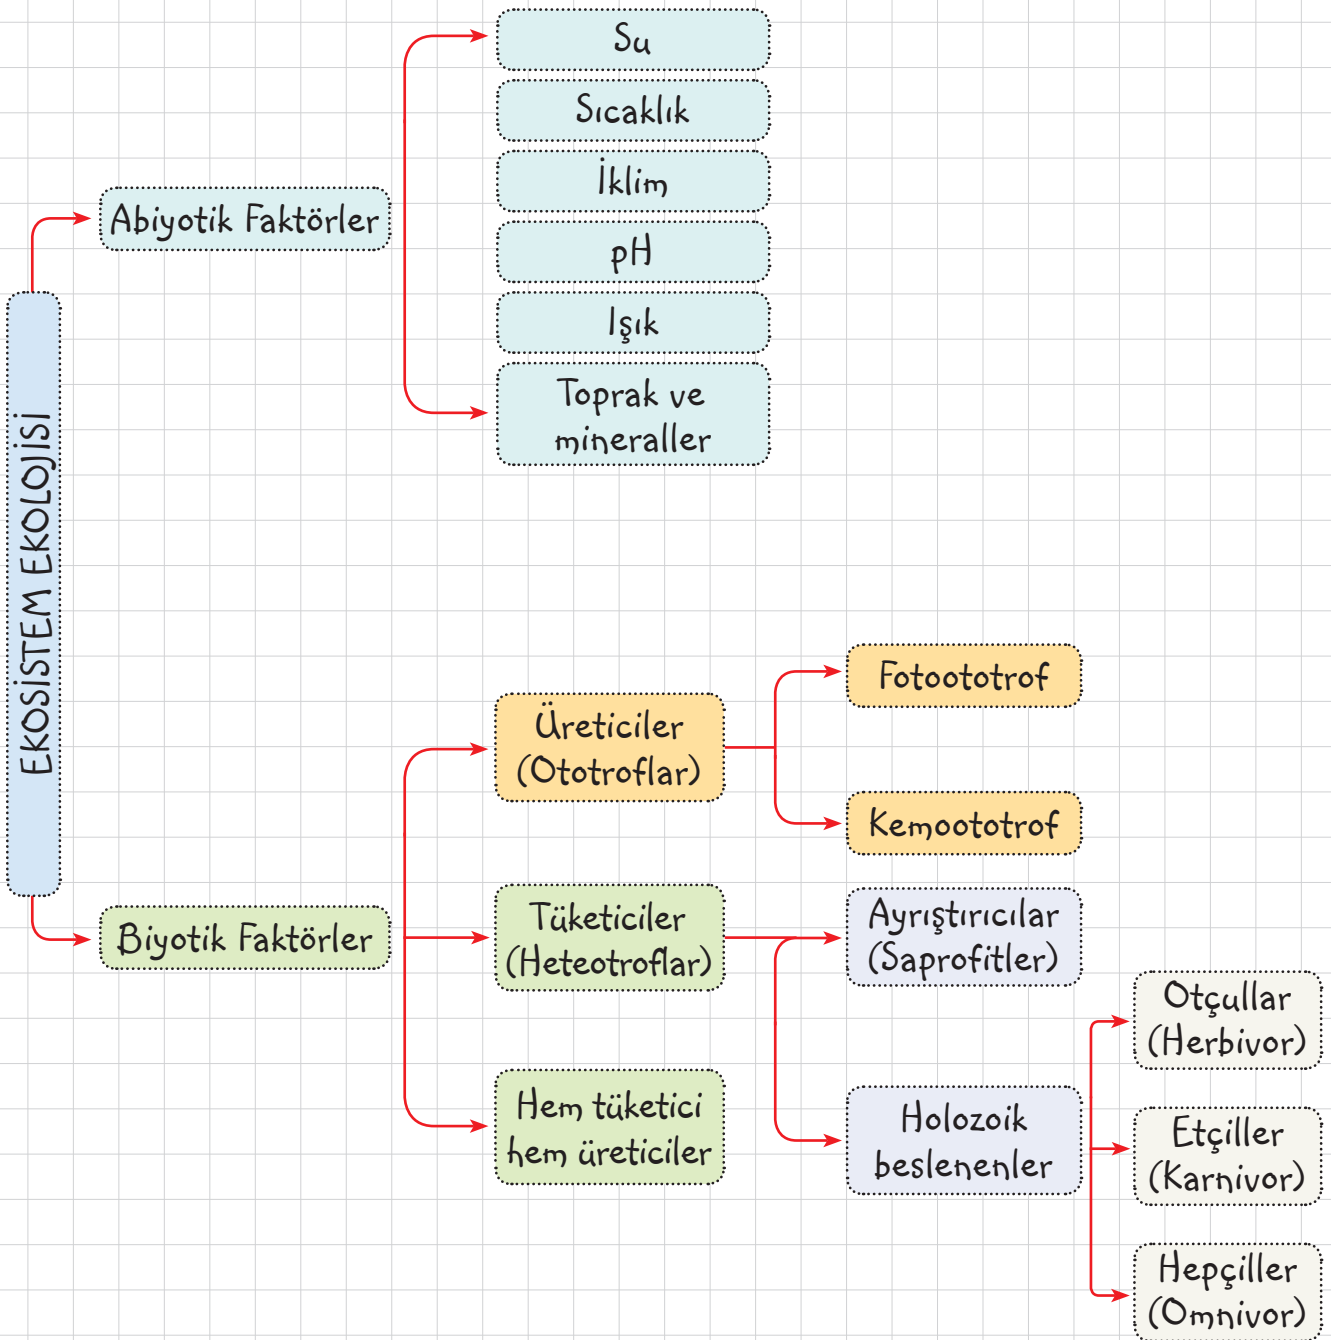 EKOSİSTEM EKOLOJİSİ
Abiyotik Faktörler
Su
Sıcaklık
İklim
pH
Işık
Toprak ve
mineraller
Biyotik Faktörler
Üreticiler
(Ototroflar)
Fotoototrof
Kemoototrof
Tüketiciler
(Heteotroflar)
Ayrıştırıcılar
(Saprofitler)
Holozoik
beslenenler
Otçullar
(Herbivor)
Etçiller
(Karnivor)
Hepçiller
(Omnivor)
Hem tüketici
hem üreticiler